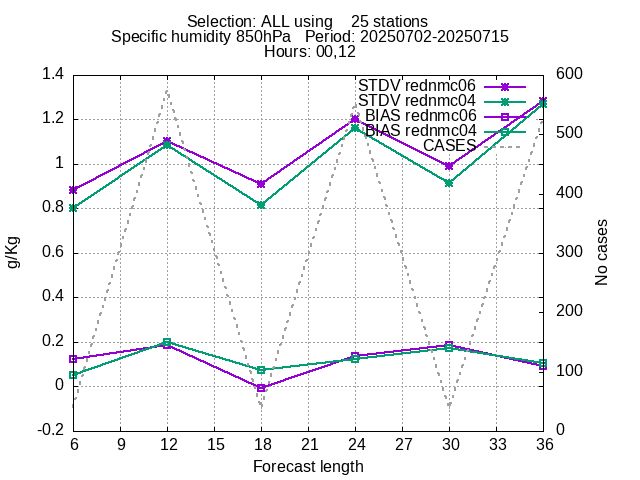 Selection: ALL using    25 stations
Specific humidity 850hPa   Period: 20250702-20250715
Hours: 00,12
STDV rednmc06
STDV rednmc04
BIAS rednmc06
BIAS rednmc04
CASES
1.4
1.2
1
0.8
0.6
0.4
0.2
0
-0.2
g/Kg
600
500
400
300
200
100
0
No cases
6 9 12 15 18 21 24 27 30 33 36
Forecast length